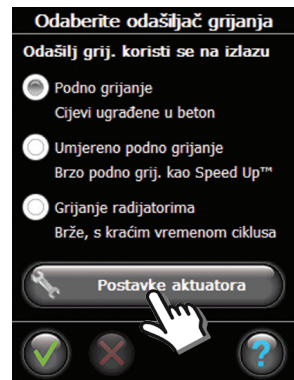 Odaberite odašiljač grijanja
Odašilj grij. koristi se na izlazu
Podno grijanje
Cijevi ugrađene u beton
Umjereno podno grijanje
Brzo podno grij. kao Speed Up™
Grijanje radijatorima
Brže, s kraćim vremenom ciklusa
Postavke aktuatora
?